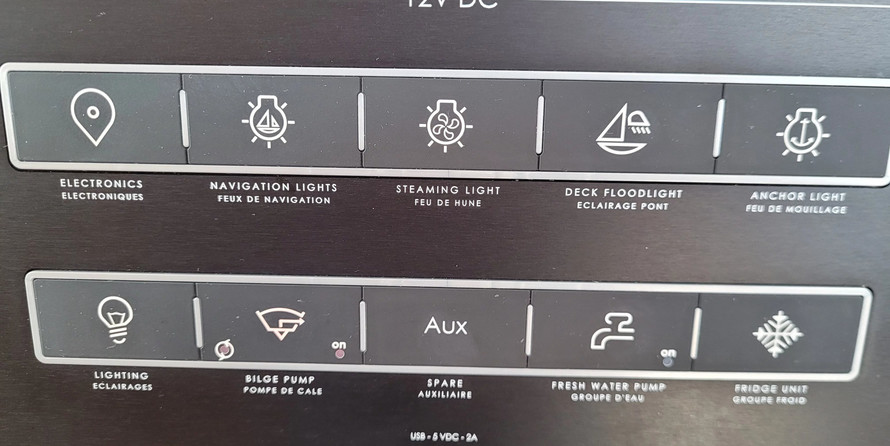 12V DC
ELECTRONICS
ELECTRONIQUES
NAVIGATION LIGHTS
FEUX DE NAVIGATION
STEAMING LIGHT
FEU DE HUNE
DECK FLOODLIGHT
ECLAIRAGE PONT
ANCHOR LIGHT
FEU DE MOUILLAGE
on
Aux
on
LIGHTING
ECLAIRAGES
BILGE PUMP
POMPE DE CALE
SPARE
AUXILIAIRE
FRESH WATER PUMP
GROUPE D'EAU
FRIDGE UNIT
GROUPE FROID
USB - 5 VDC - 2A